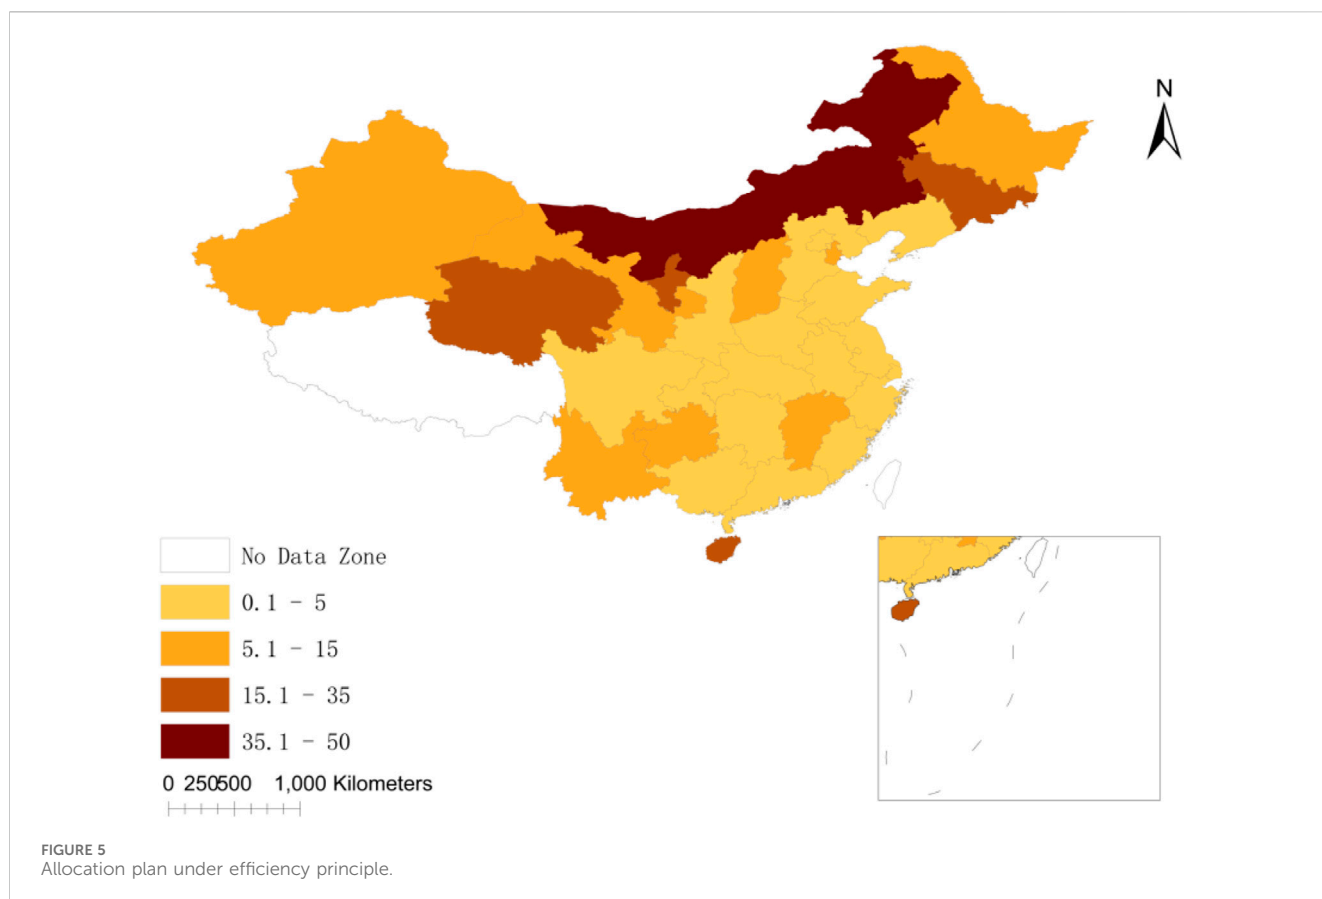 N
No Data Zone
0.1 - 5
5.1 - 15
15.1 - 35
35.1 - 50
0 250500 1,000 Kilometers
FIGURE 5
Allocation plan under efficiency principle.